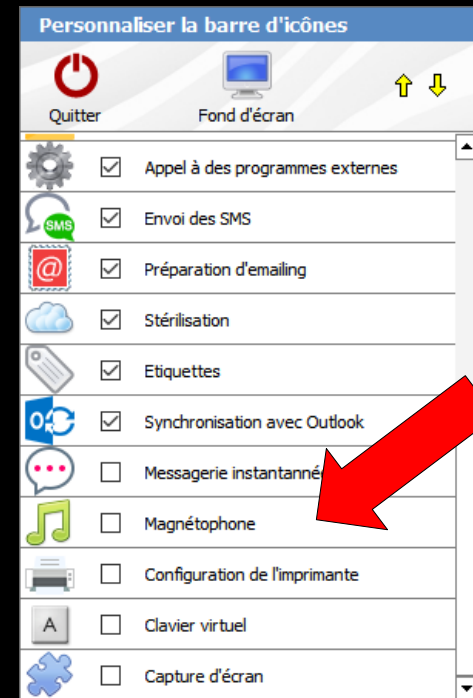 Personnaliser la barre d'icônes
Quitter
Fond d'écran
Appel à des programmes externes
SMS
Envoi des SMS
@
Préparation d'emailing
Stérilisation
Etiquettes
O
Synchronisation avec Outlook
Messagerie instantanné
Magnétophone
Configuration de l'imprimante
A
Clavier virtuel
Capture d'écran